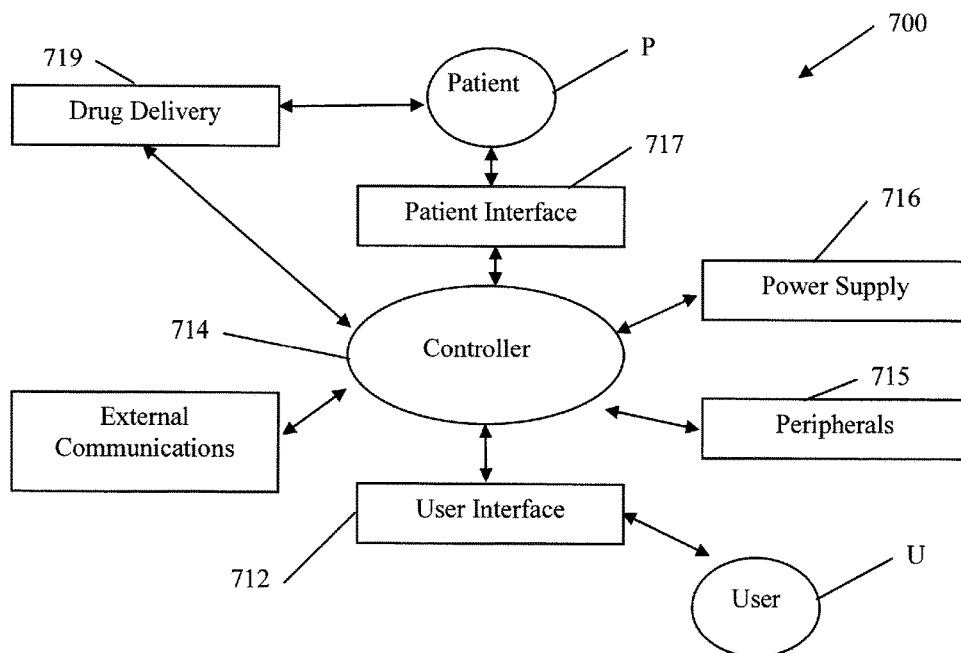 700
719
P
Patient
Drug Delivery
717
Patient Interface
716
Power Supply
714
Controller
715
External
Communications
Peripherals
User Interface
712
U
User